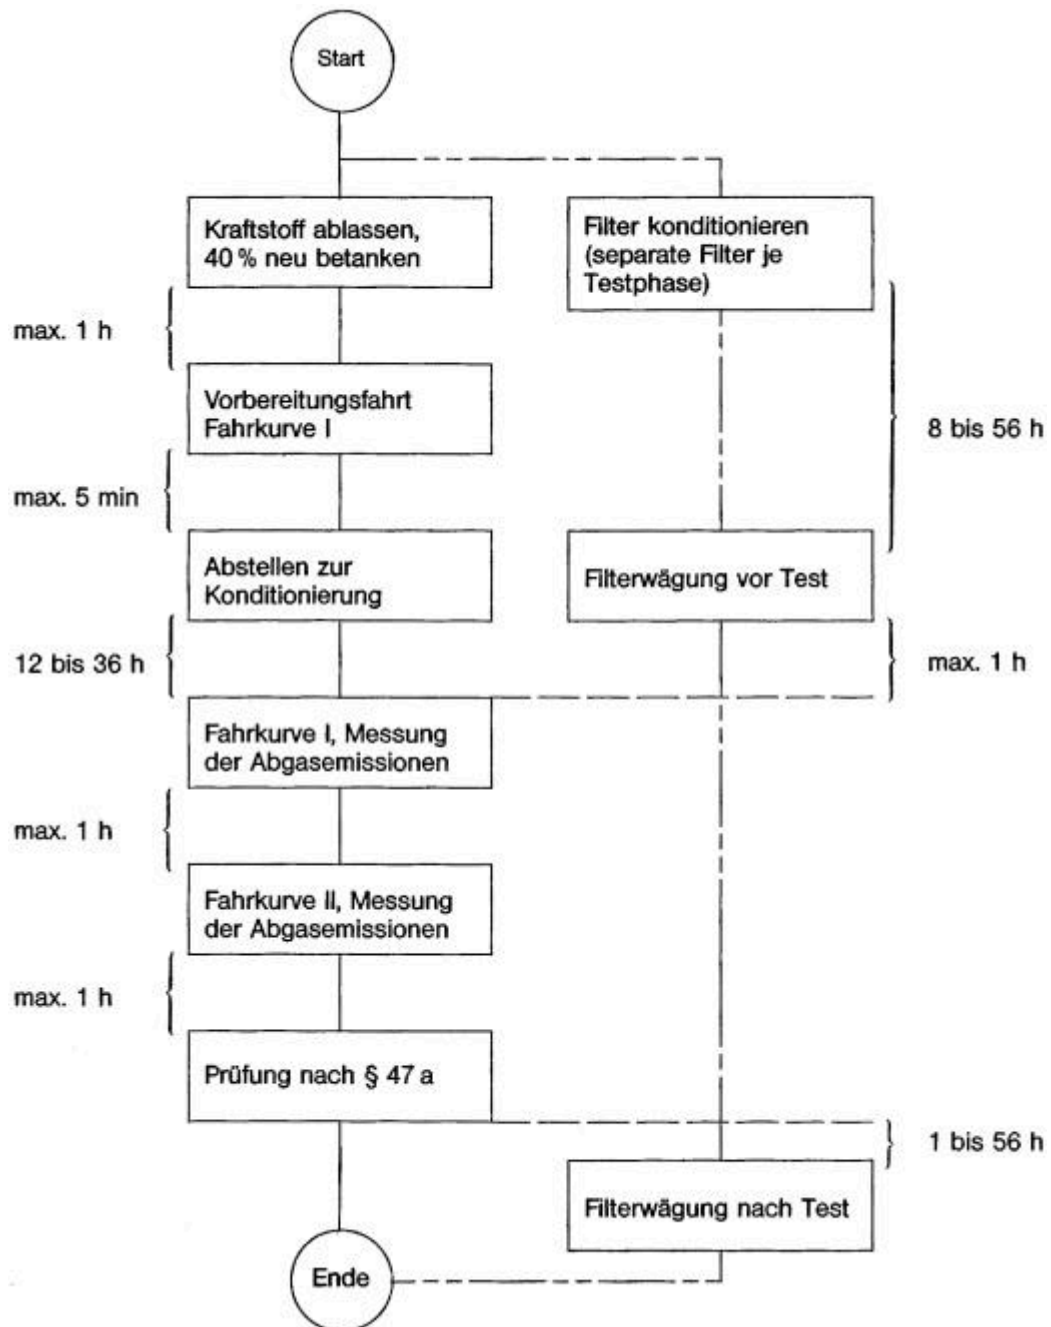 Start
Kraftstoff ablassen,
40 % neu betanken
Filter konditionieren
(separate Filter je
Testphase)
max. 1 h
Vorbereitungsfahrt
Fahrkurve I
8 bis 56 h
max. 5 min
Abstellen zur
Konditionierung
Filterwägung vor Test
12 bis 36 h
max. 1 h
Fahrkurve I, Messung
der Abgasemissionen
max. 1 h
Fahrkurve II, Messung
der Abgasemissionen
max. 1 h
Prüfung nach § 47 a
1 bis 56 h
Filterwägung nach Test
Ende